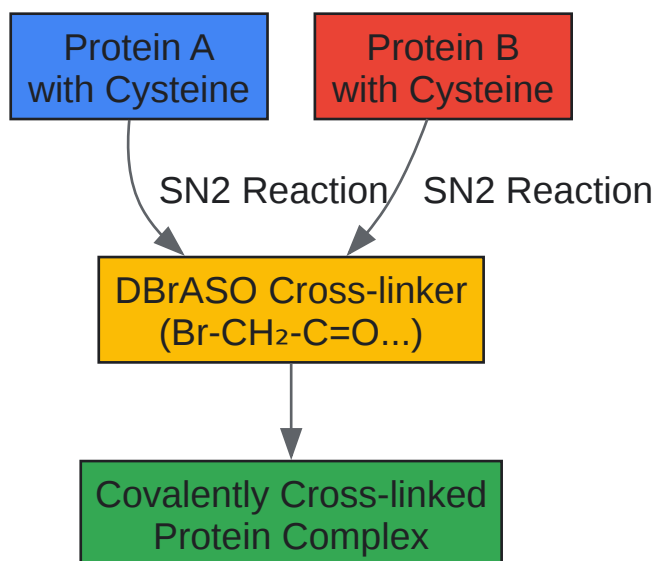 Protein A
with Cysteine
Protein B
with Cysteine
SN2 Reaction
SN2 Reaction
DBrASO Cross-linker
(Br-CH₂-C=O...)
Covalently Cross-linked
Protein Complex